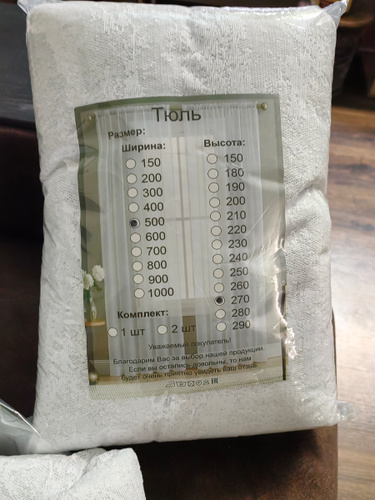 Тюль
Размер:
Ширина:
150
200
300
400
500
600
700
800
900
1000
Высота:
150
180
190
200
210
220
230
240
250
260
270
280
290
Комплект:
1 шт
2 шт
Уважаемый покупатель!
Благодарим Вас за выбор нашей продукции.
Если вы остались довольны, то нам
будет очень приятно увидеть ваш отзыв.